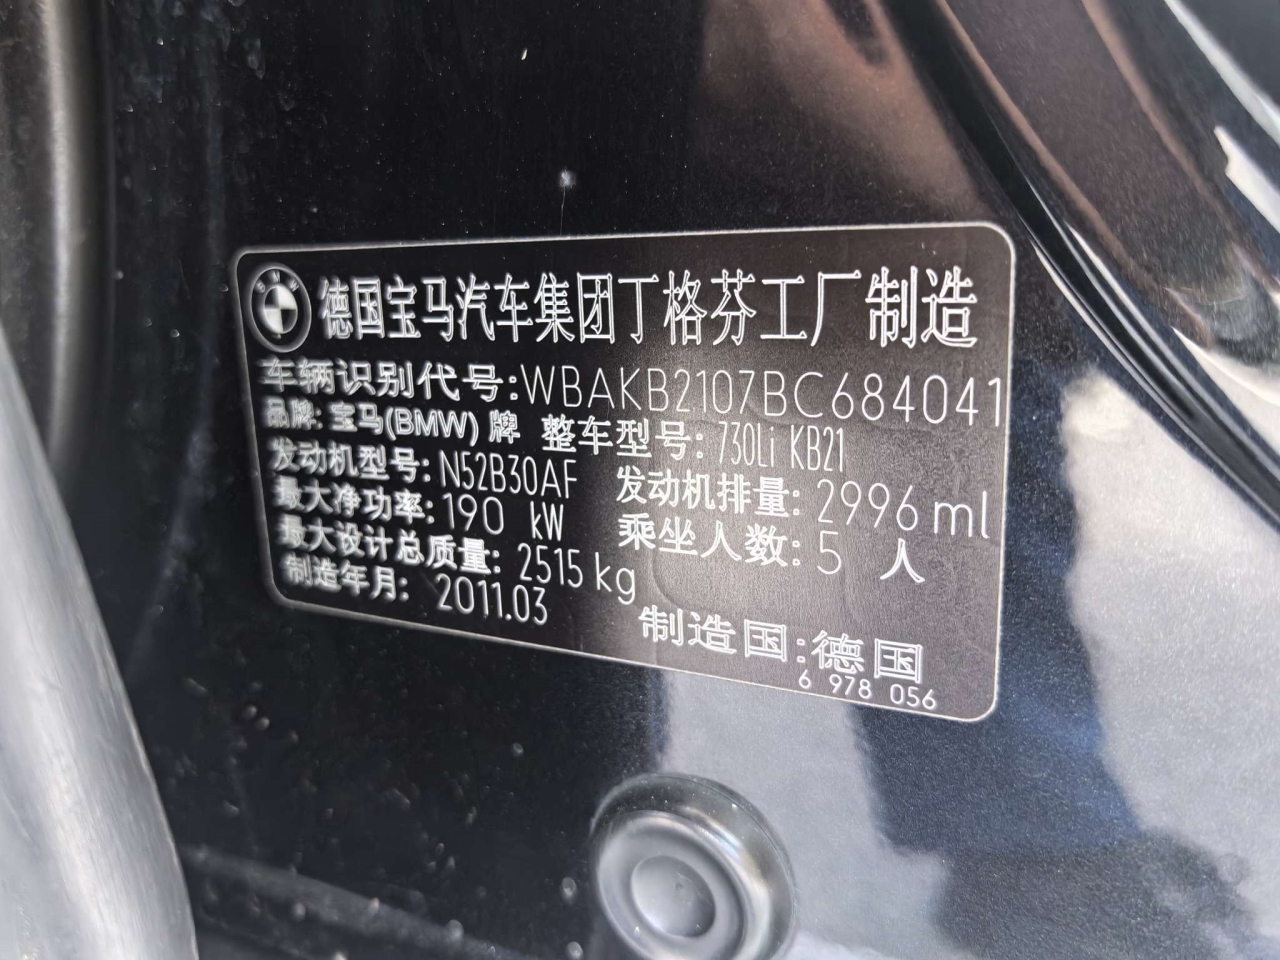 德国宝马汽车集团丁格芬工厂制造
车辆识别代号:WBAKB2107BC684041
品牌: 宝马(BMW) 牌 整车型号: 730Li KB21
发动机型号: N52B30AF 发动机排量: 2996 ml
最大净功率: 190 kW 乘坐人数: 5 人
最大设计总质量: 2515 kg
制造年月: 2011.03 制造国:德国
6 978 056